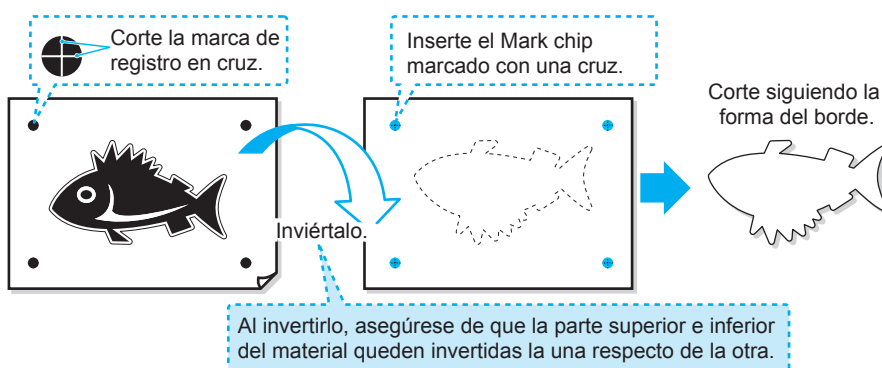 Corte la marca de
registro en cruz.
Inserte el Mark chip
marcado con una cruz.
Corte siguiendo la
forma del borde.
Inviértalo.
Al invertirlo, asegúrese de que la parte superior e inferior
del material queden invertidas la una respecto de la otra.